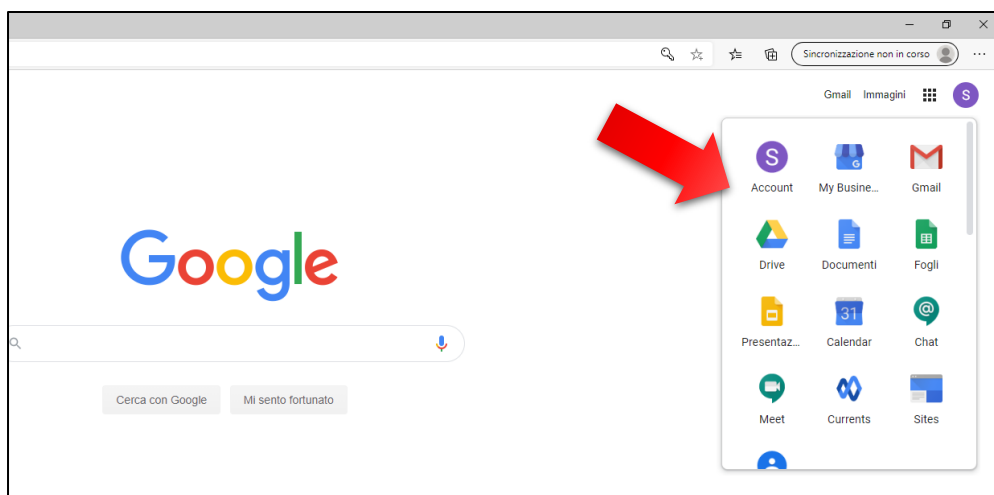 Sincronizzazione non in corso
Gmail Immagini S
S
Account My Busine... Gmail
Drive Documenti Fogli
Google
31
Presentaz... Calendar Chat
Cerca con Google Mi sento fortunato
Meet Currents Sites